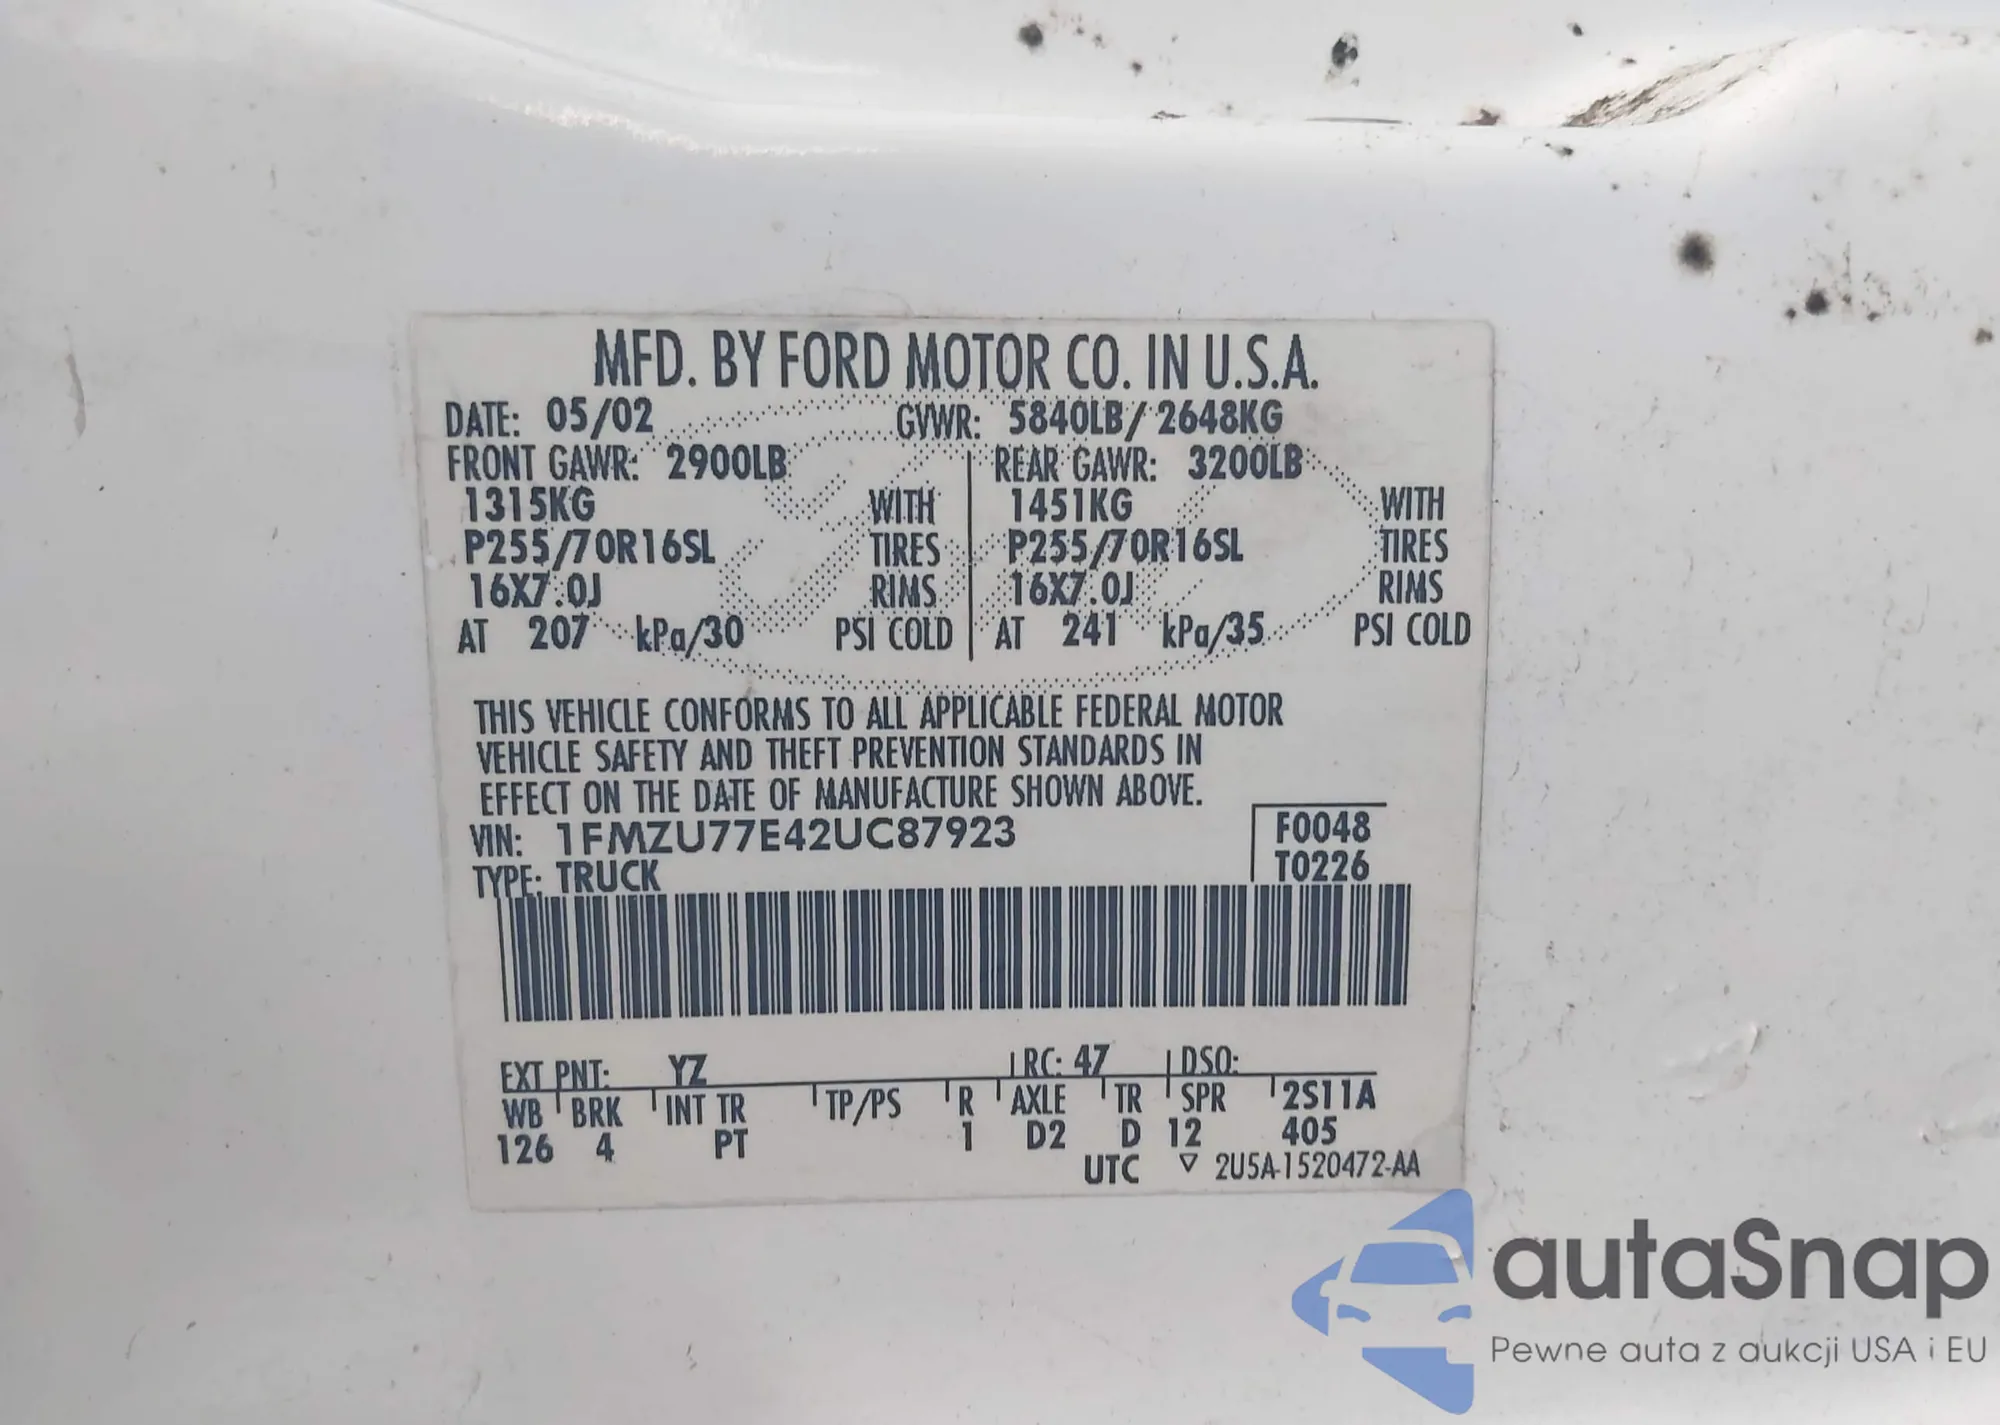 MFD. BY FORD MOTOR CO. IN U.S.A.
DATE: 05/02 GVWR: 5840LB/ 2648KG
FRONT GAWR: 2900LB REAR GAWR: 3200LB
1315KG WITH 1451KG WITH
P255/70R16SL TIRES P255/70R16SL TIRES
16X7.0J RIMS 16X7.0J RIMS
AT 207 kPa/30 PSI COLD AT 241 kPa/35 PSI COLD
THIS VEHICLE CONFORMS TO ALL APPLICABLE FEDERAL MOTOR
VEHICLE SAFETY AND THEFT PREVENTION STANDARDS IN
EFFECT ON THE DATE OF MANUFACTURE SHOWN ABOVE.
VIN: 1FMZU77E42UC87923 F0048
TYPE: TRUCK T0226
EXT PNT: YZ RC: 47 DSO:
WB BRK INT TR TP/PS R AXLE TR SPR 2S11A
126 4 PT 1 D2 D 12 405
UTC ▽ 2U5A-1520472-AA
autaSnap
Pewne auta z aukcji USA i EU